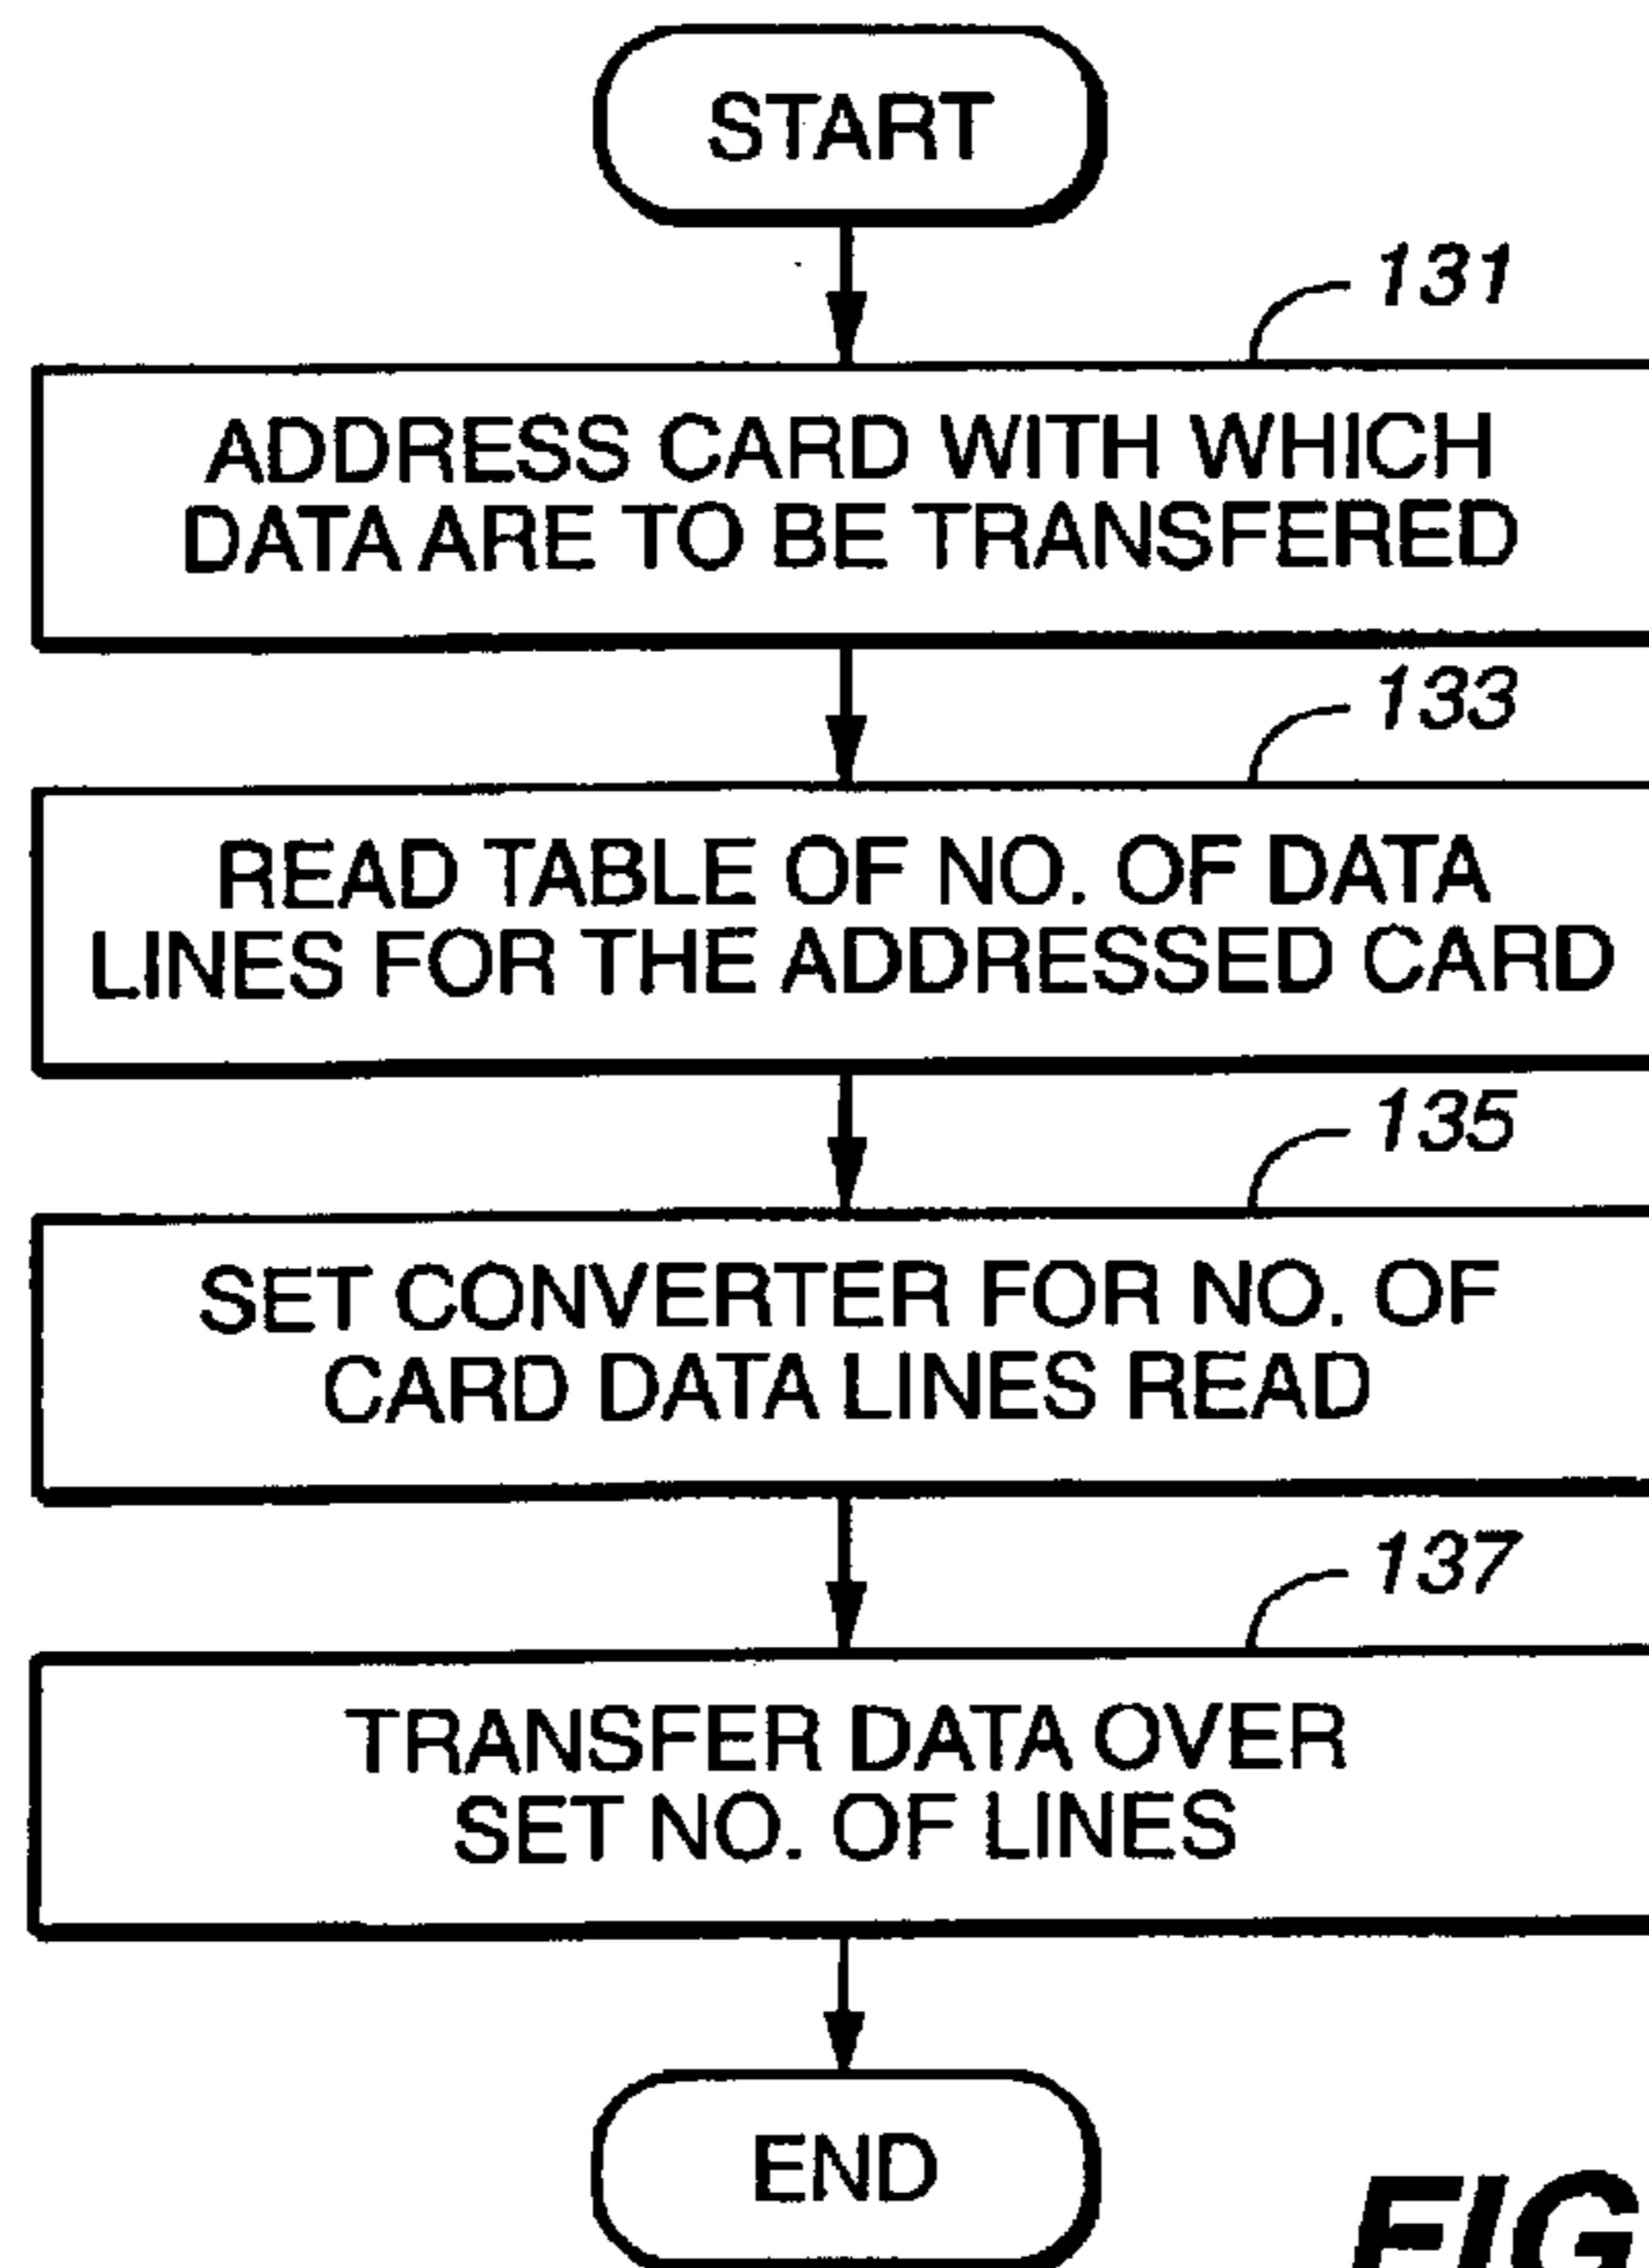 START
131
ADDRESS CARD WITH WHICH
DATA ARE TO BE TRANSFERED
133
READ TABLE OF NO. OF DATA
LINES FOR THE ADDRESSED CARD
135
SET CONVERTER FOR NO. OF
CARD DATA LINES READ
137
TRANSFER DATA OVER
SET NO. OF LINES
END
FIG